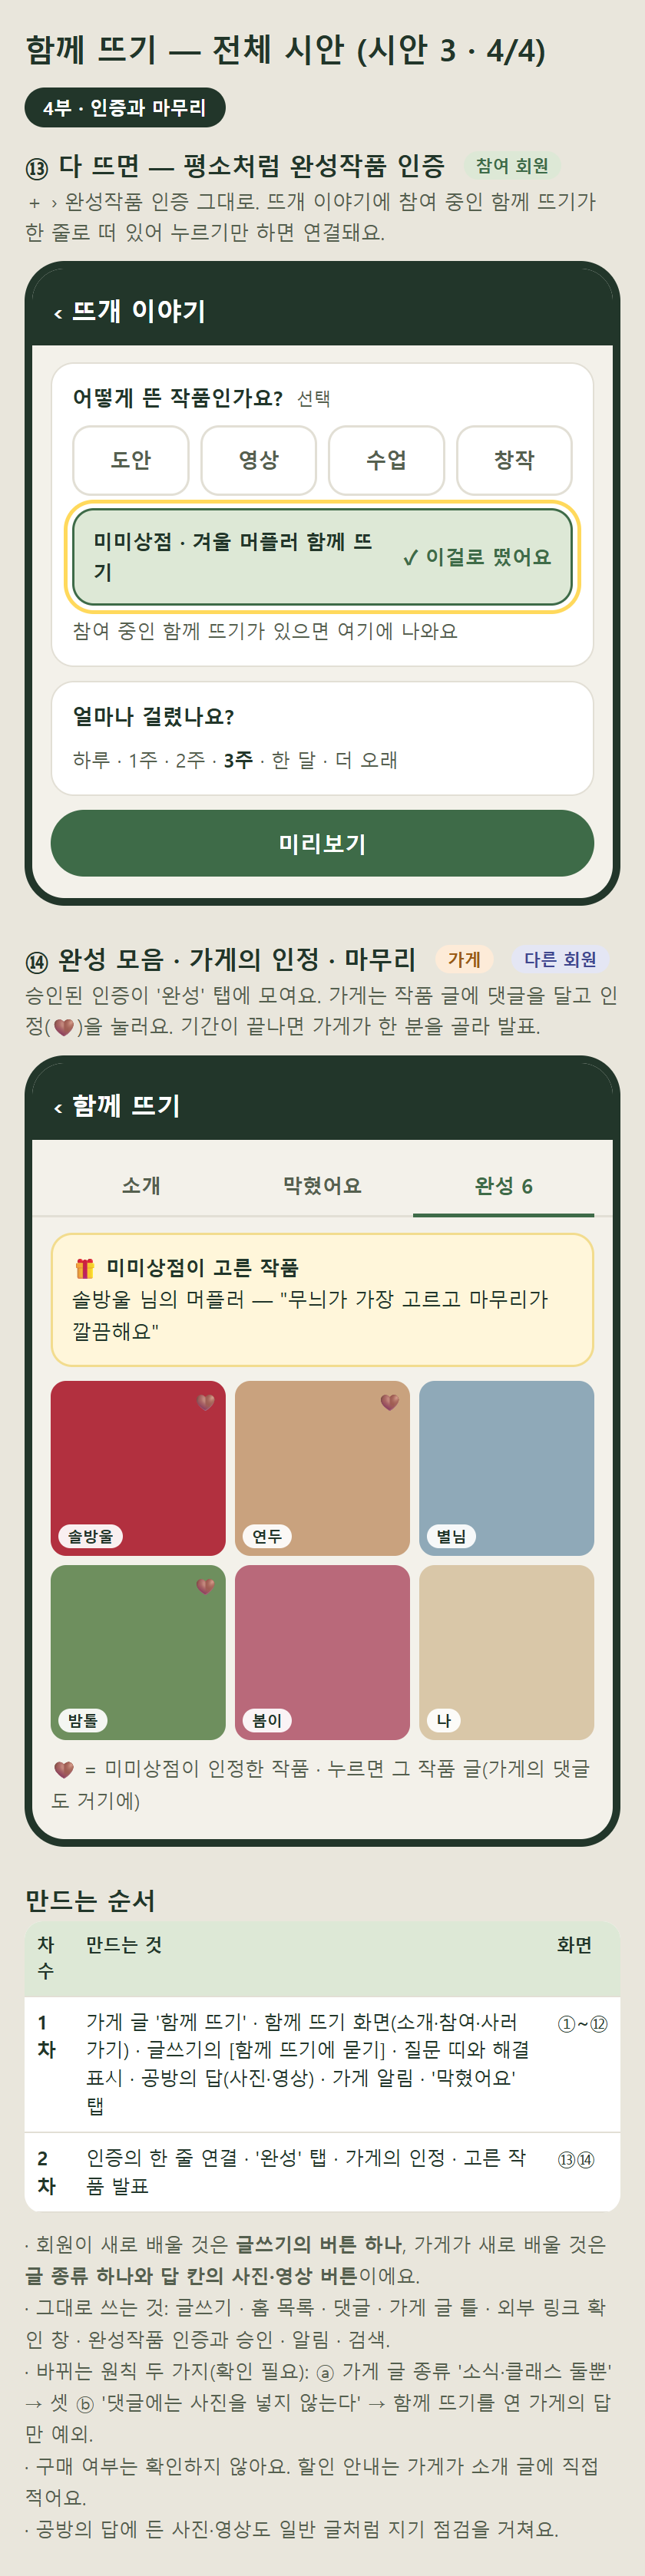 함께 뜨기 — 전체 시안 (시안 3 · 4/4)
4부 · 인증과 마무리
⑬ 다 뜨면 — 평소처럼 완성작품 인증 참여 회원
+ › 완성작품 인증 그대로. 뜨개 이야기에 참여 중인 함께 뜨기가
한 줄로 떠 있어 누르기만 하면 연결돼요.
‹ 뜨개 이야기
어떻게 뜬 작품인가요? 선택
도안 영상 수업 창작
미미상점 · 겨울 머플러 함께 뜨
기
✓ 이걸로 떴어요
참여 중인 함께 뜨기가 있으면 여기에 나와요
얼마나 걸렸나요?
하루 · 1주 · 2주 · 3주 · 한 달 · 더 오래
미리보기
⑭ 완성 모음 · 가게의 인정 · 마무리 가게 다른 회원
승인된 인증이 '완성' 탭에 모여요. 가게는 작품 글에 댓글을 달고 인
정(🤎)을 눌러요. 기간이 끝나면 가게가 한 분을 골라 발표.
‹ 함께 뜨기
소개 막혔어요 완성 6
🎁 미미상점이 고른 작품
솔방울 님의 머플러 — "무늬가 가장 고르고 마무리가
깔끔해요"
솔방울 연두 별님
밤톨 봄이 나
🤎 = 미미상점이 인정한 작품 · 누르면 그 작품 글(가게의 댓글
도 거기에)
만드는 순서
차
수
만드는 것
화면
1
차
가게 글 '함께 뜨기' · 함께 뜨기 화면(소개·참여·사러
가기) · 글쓰기의 [함께 뜨기에 묻기] · 질문 띠와 해결
표시 · 공방의 답(사진·영상) · 가게 알림 · '막혔어요'
탭
①~⑫
2
차
인증의 한 줄 연결 · '완성' 탭 · 가게의 인정 · 고른 작
품 발표
⑬⑭
· 회원이 새로 배울 것은 글쓰기의 버튼 하나, 가게가 새로 배울 것은
글 종류 하나와 답 칸의 사진·영상 버튼이에요.
· 그대로 쓰는 것: 글쓰기 · 홈 목록 · 댓글 · 가게 글 틀 · 외부 링크 확
인 창 · 완성작품 인증과 승인 · 알림 · 검색.
· 바뀌는 원칙 두 가지(확인 필요): ⓐ 가게 글 종류 '소식·클래스 둘뿐'
→ 셋 ⓑ '댓글에는 사진을 넣지 않는다' → 함께 뜨기를 연 가게의 답
만 예외.
· 구매 여부는 확인하지 않아요. 할인 안내는 가게가 소개 글에 직접
적어요.
· 공방의 답에 든 사진·영상도 일반 글처럼 지기 점검을 거쳐요.